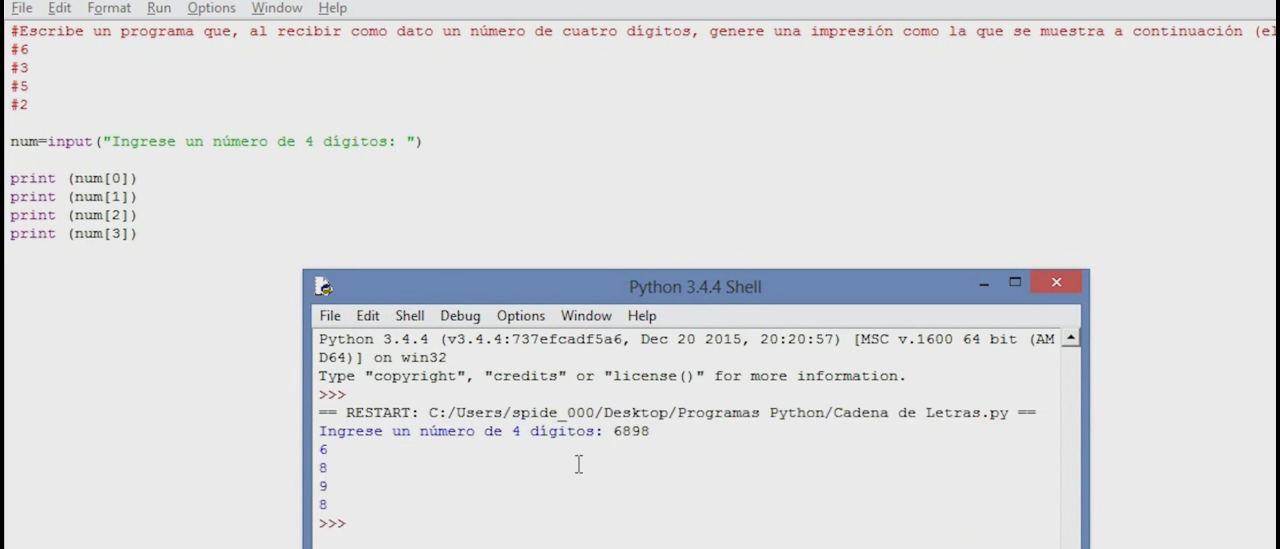 File Edit Format Run Options Window Help
#Escribe un programa que, al recibir como dato un número de cuatro dígitos, genere una impresión como la que se muestra a continuación (el
#6
#3
#5
#2
num=input("Ingrese un número de 4 dígitos: ")
print (num[0])
print (num[1])
print (num[2])
print (num[3])
Python 3.4.4 Shell
File Edit Shell Debug Options Window Help
Python 3.4.4 (v3.4.4:737efcadf5a6, Dec 20 2015, 20:20:57) [MSC v.1600 64 bit (AM
D64)] on win32
Type "copyright", "credits" or "license()" for more information.
>>>
== RESTART: C:/Users/spide_000/Desktop/Programas Python/Cadena de Letras.py ==
Ingrese un número de 4 dígitos: 6898
6
8
9
8
>>>